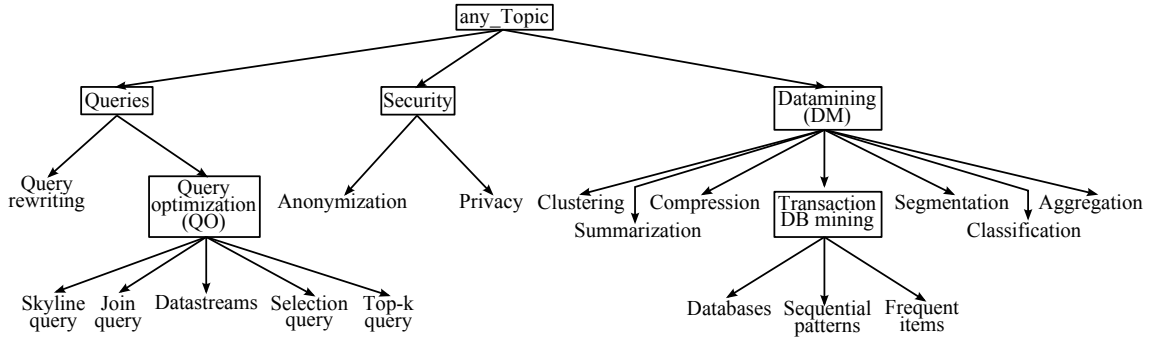 any_Topic
Queries
Security
Datamining
(DM)
Query
rewriting
Query
optimization
(QO)
Anonymization
Privacy
Clustering
Summarization
Compression
Transaction
DB mining
Segmentation
Classification
Aggregation
Skyline
query
Join
query
Datastreams
Selection
query
Top-k
query
Databases
Sequential
patterns
Frequent
items